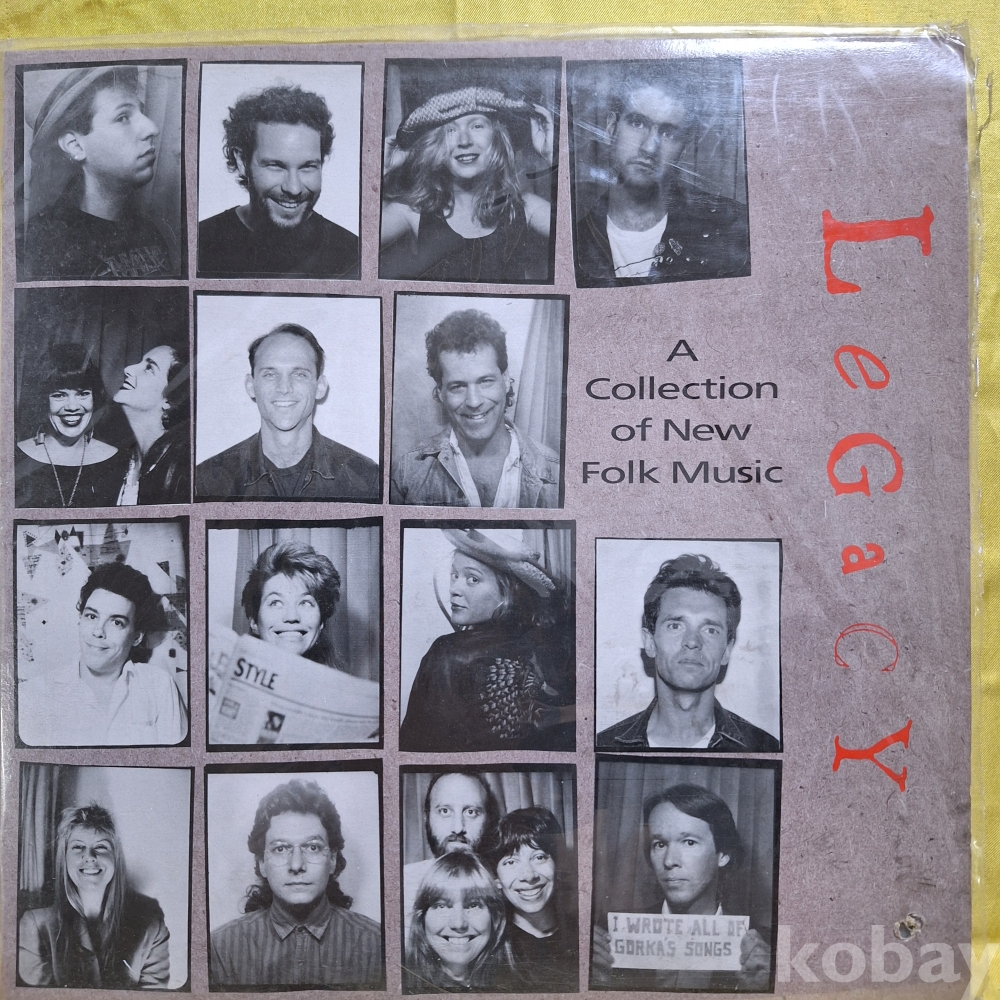 LeGacY
A
Collection
of New
Folk Music
STYLE
I WROTE ALL OF
GORKA'S SONGS
kobay